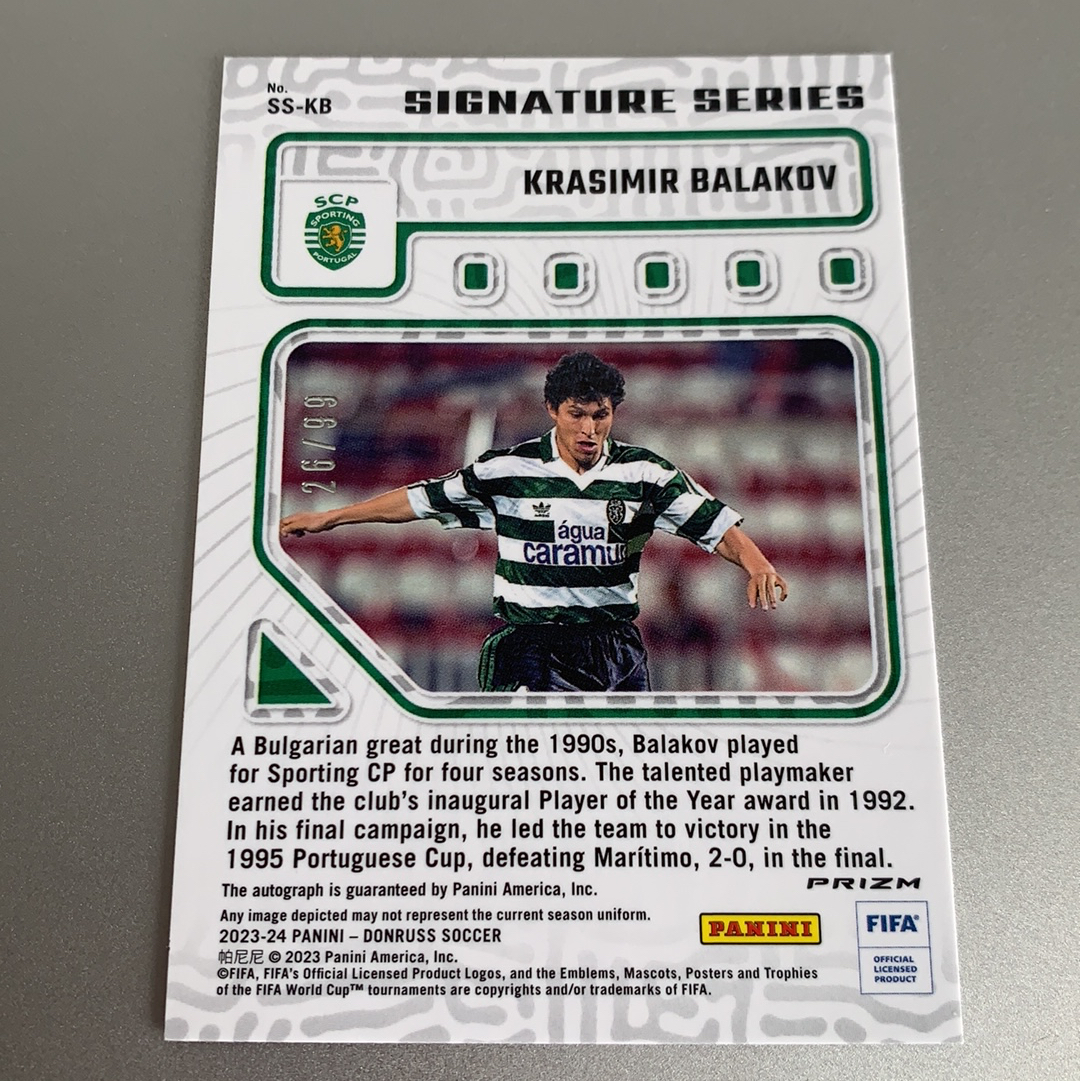 No.
SS-KB
SIGNATURE SERIES
KRASIMIR BALAKOV
SCP
SPORTING
PORTUGAL
26/99
água
caramu
A Bulgarian great during the 1990s, Balakov played
for Sporting CP for four seasons. The talented playmaker
earned the club's inaugural Player of the Year award in 1992.
In his final campaign, he led the team to victory in the
1995 Portuguese Cup, defeating Marítimo, 2-0, in the final.
The autograph is guaranteed by Panini America, Inc.
PRIZM
Any image depicted may not represent the current season uniform.
2023-24 PANINI – DONRUSS SOCCER
帕尼尼 © 2023 Panini America, Inc.
©FIFA, FIFA's Official Licensed Product Logos, and the Emblems, Mascots, Posters and Trophies
of the FIFA World Cup™ tournaments are copyrights and/or trademarks of FIFA.
PANINI
FIFA®
OFFICIAL
LICENSED
PRODUCT